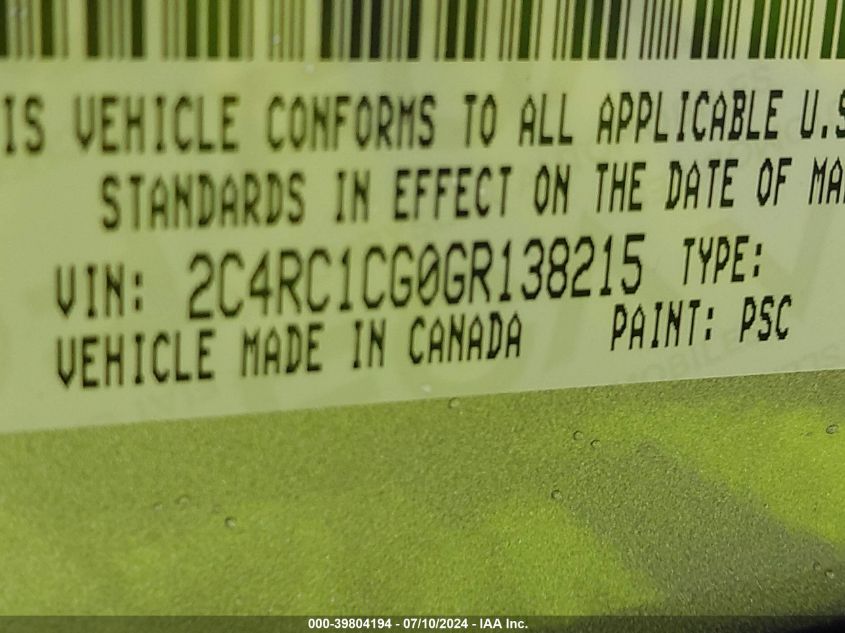 IS VEHICLE CONFORMS TO ALL APPLICABLE U.S
STANDARDS IN EFFECT ON THE DATE OF MA
VIN: 2C4RC1CG0GR138215 TYPE:
VEHICLE MADE IN CANADA PAINT: PSC
000-39804194 - 07/10/2024 - IAA Inc.